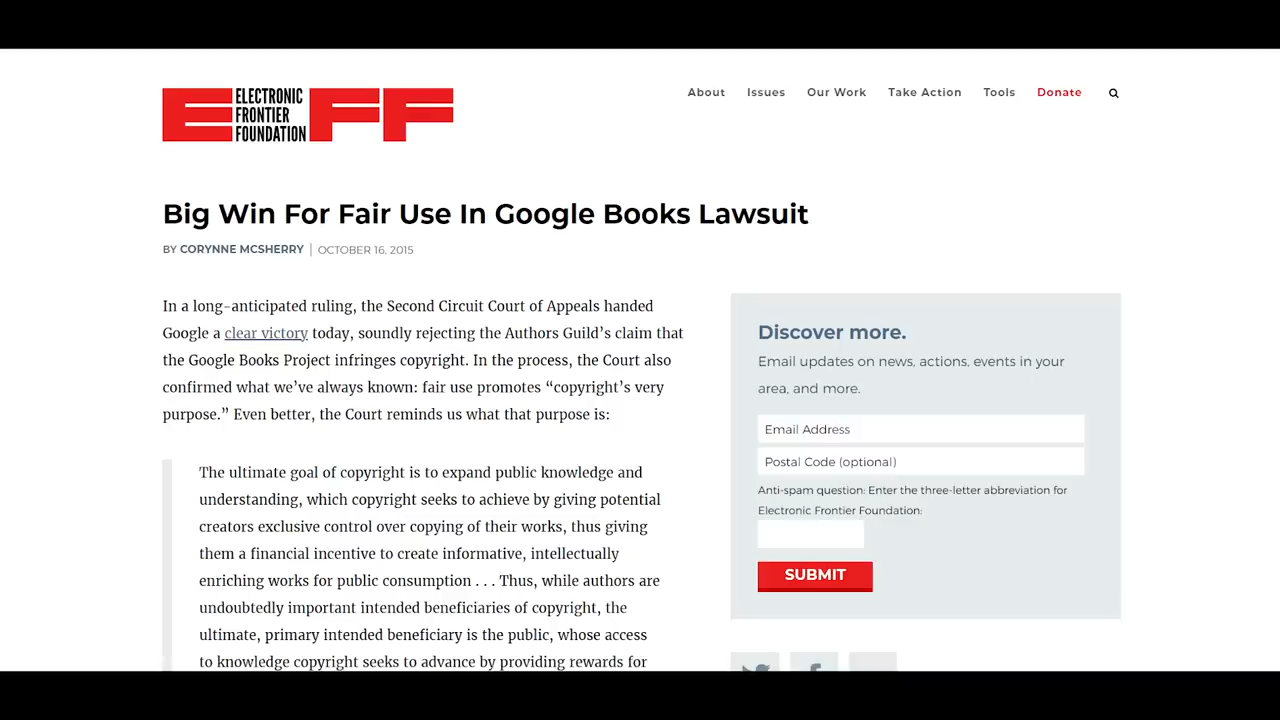 ELECTRONIC
FRONTIER
FOUNDATION
EFF
About Issues Our Work Take Action Tools Donate
Big Win For Fair Use In Google Books Lawsuit
BY CORYNNE MCSHERRY | OCTOBER 16, 2015
In a long-anticipated ruling, the Second Circuit Court of Appeals handed
Google a clear victory today, soundly rejecting the Authors Guild’s claim that
the Google Books Project infringes copyright. In the process, the Court also
confirmed what we’ve always known: fair use promotes “copyright’s very
purpose.” Even better, the Court reminds us what that purpose is:
The ultimate goal of copyright is to expand public knowledge and
understanding, which copyright seeks to achieve by giving potential
creators exclusive control over copying of their works, thus giving
them a financial incentive to create informative, intellectually
enriching works for public consumption . . . Thus, while authors are
undoubtedly important intended beneficiaries of copyright, the
ultimate, primary intended beneficiary is the public, whose access
to knowledge copyright seeks to advance by providing rewards for
Discover more.
Email updates on news, actions, events in your
area, and more.
Email Address
Postal Code (optional)
Anti-spam question: Enter the three-letter abbreviation for
Electronic Frontier Foundation:
SUBMIT